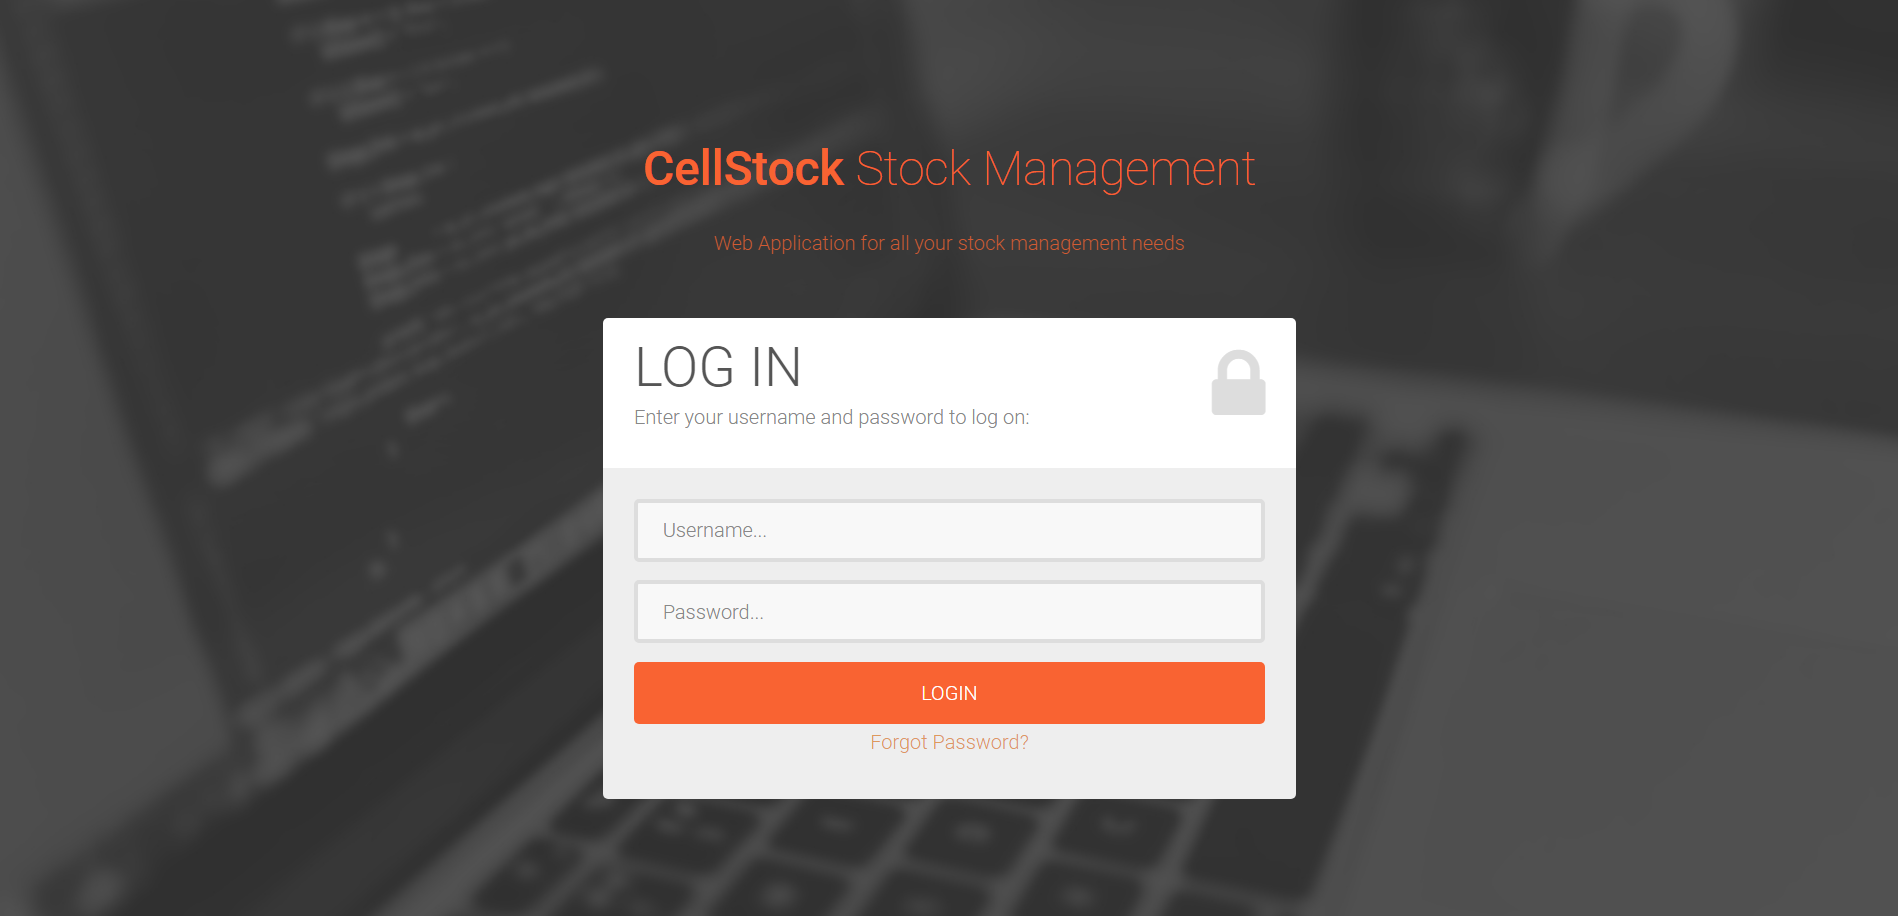 CellStock Stock Management
Web Application for all your stock management needs
LOG IN
Enter your username and password to log on:
Username...
Password...
LOGIN
Forgot Password?